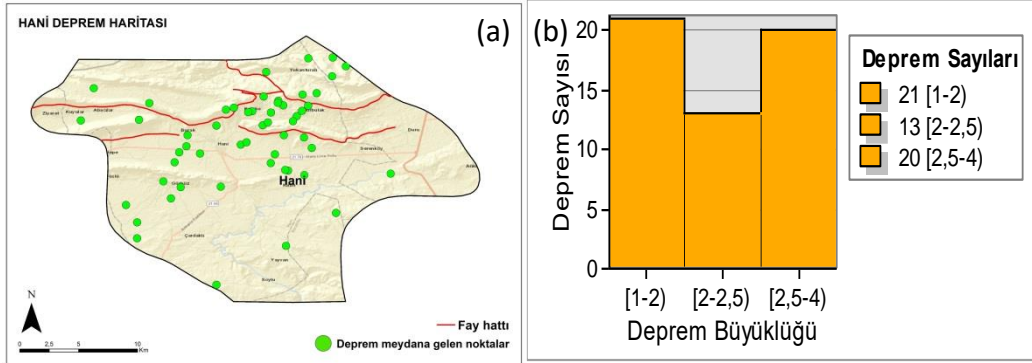 HANİ DEPREM HARİTASI
(a)
Hani
Hani
N
0 2,5 5 10
Km
Fay hattı
Deprem meydana gelen noktalar
(b)
Deprem Sayısı
20
15
10
5
0
[1-2)
[2-2,5)
[2,5-4)
Deprem Büyüklüğü
Deprem Sayıları
21 [1-2)
13 [2-2,5)
20 [2,5-4)